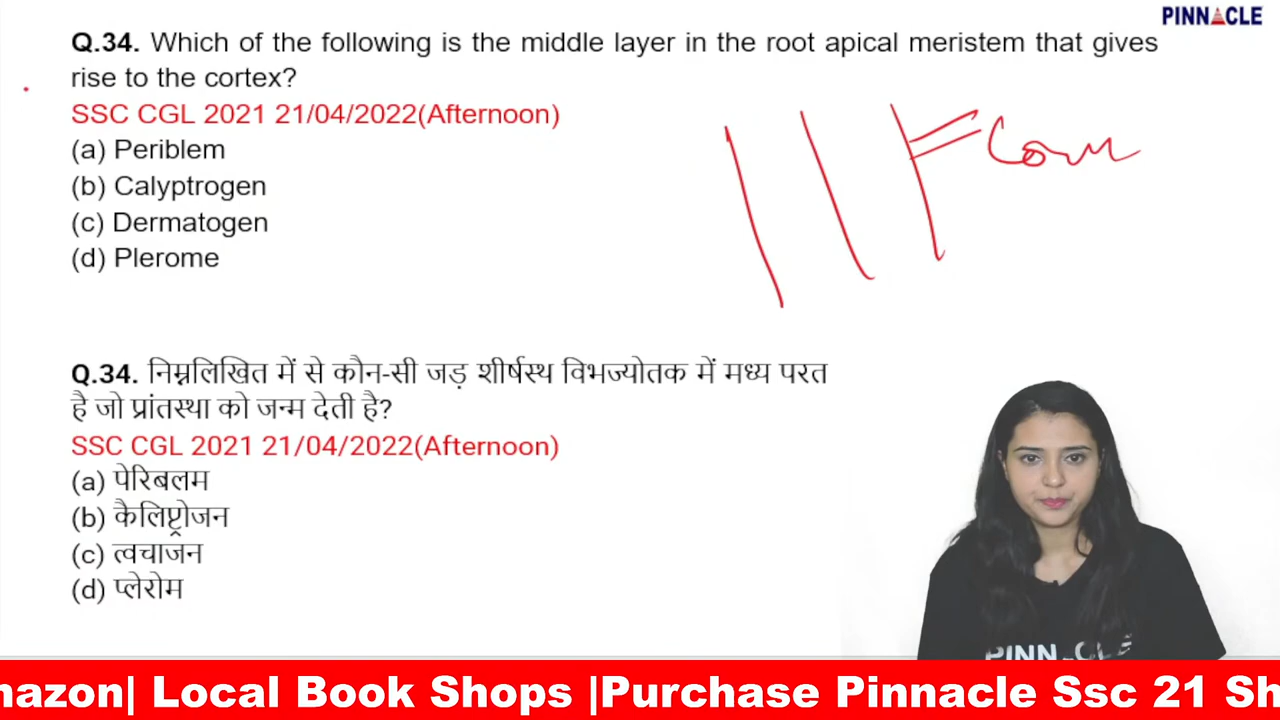 PINNACLE
Q.34. Which of the following is the middle layer in the root apical meristem that gives
rise to the cortex?
SSC CGL 2021 21/04/2022(Afternoon)
(a) Periblem
(b) Calyptrogen
(c) Dermatogen
(d) Plerome
Q.34. निम्नलिखित में से कौन-सी जड़ शीर्षस्थ विभज्योतक में मध्य परत
है जो प्रांतस्था को जन्म देती है?
SSC CGL 2021 21/04/2022(Afternoon)
(a) पेरिबलम
(b) कैलिप्ट्रोजन
(c) त्वचाजन
(d) प्लेरोम
PINNACLE
mazon| Local Book Shops |Purchase Pinnacle Ssc 21 Sh